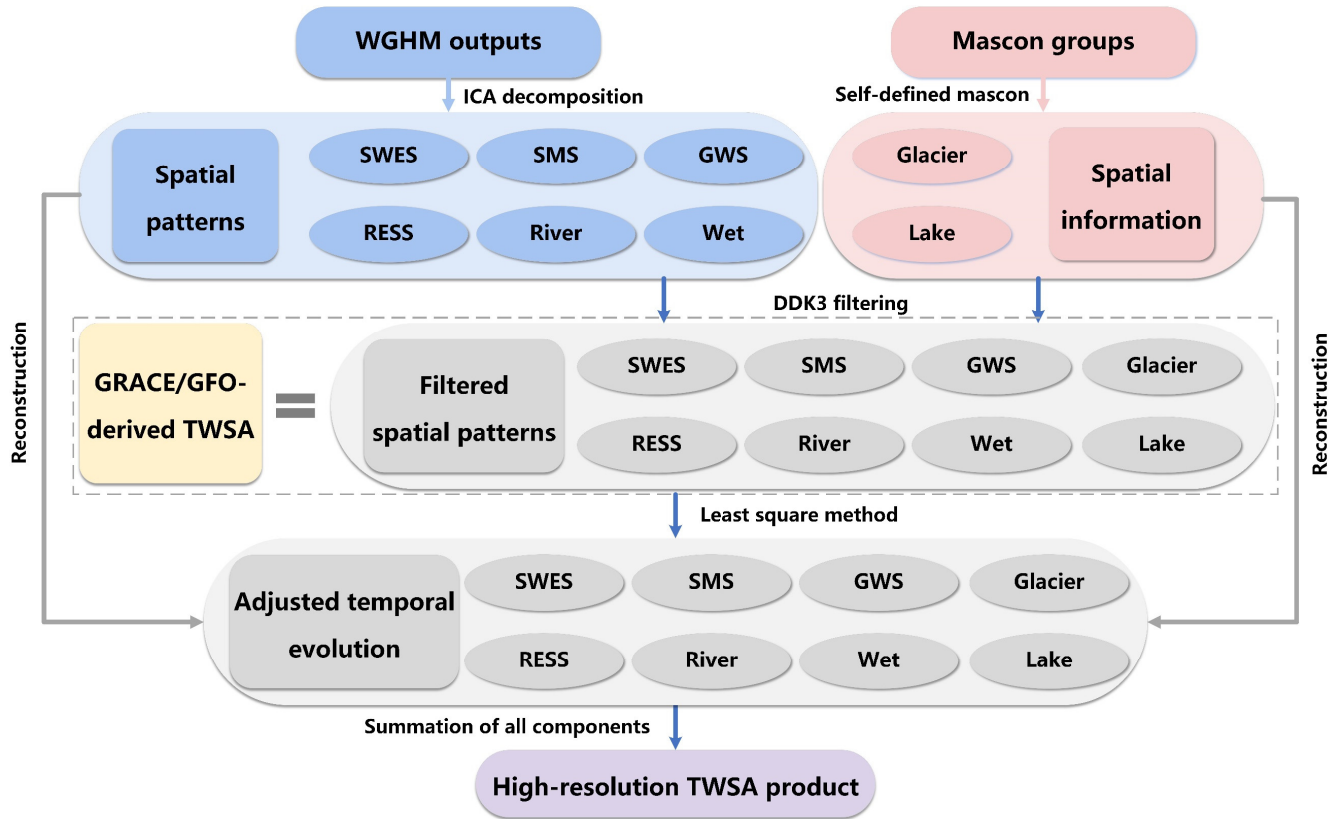 WGHM outputs
Mascon groups
ICA decomposition
Self-defined mascon
Spatial
patterns
SWES
SMS
GWS
RESS
River
Wet
Glacier
Lake
Spatial
information
DDK3 filtering
Reconstruction
Reconstruction
GRACE/GFO-
derived TWSA
=
Filtered
spatial patterns
SWES
SMS
GWS
Glacier
RESS
River
Wet
Lake
Least square method
Adjusted temporal
evolution
SWES
SMS
GWS
Glacier
RESS
River
Wet
Lake
Summation of all components
High-resolution TWSA product